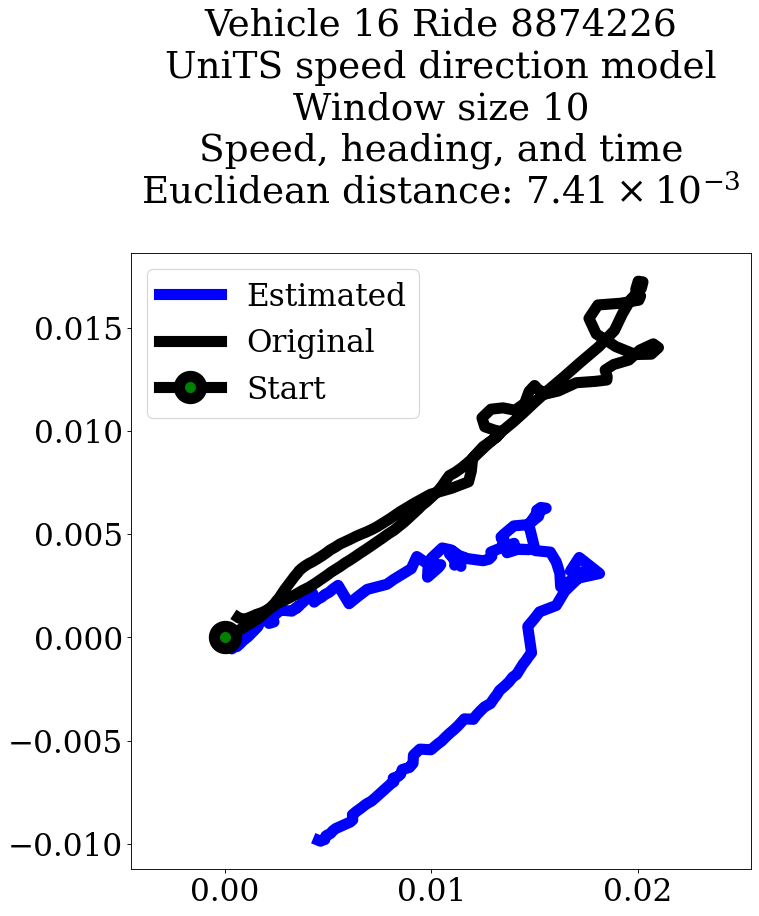 Vehicle 16 Ride 8874226
UniTS speed direction model
Window size 10
Speed, heading, and time
Euclidean distance: 7.41 × 10⁻³
Estimated
Original
Start
0.015
0.010
0.005
0.000
−0.005
−0.010
0.00 0.01 0.02